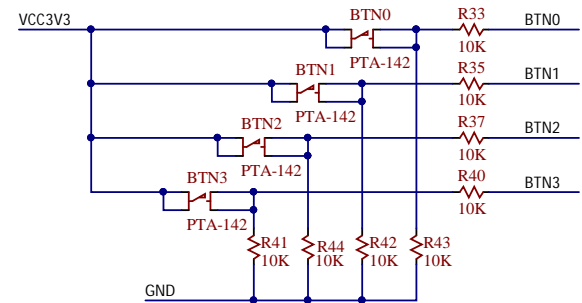 BTN0 R33
VCC3V3 BTN0
PTA-142 10K
BTN1 R35 BTN1
PTA-142 10K
BTN2 R37 BTN2
PTA-142 10K
BTN3 R40 BTN3
PTA-142 10K
R41 R44 R42 R43
10K 10K 10K 10K
GND